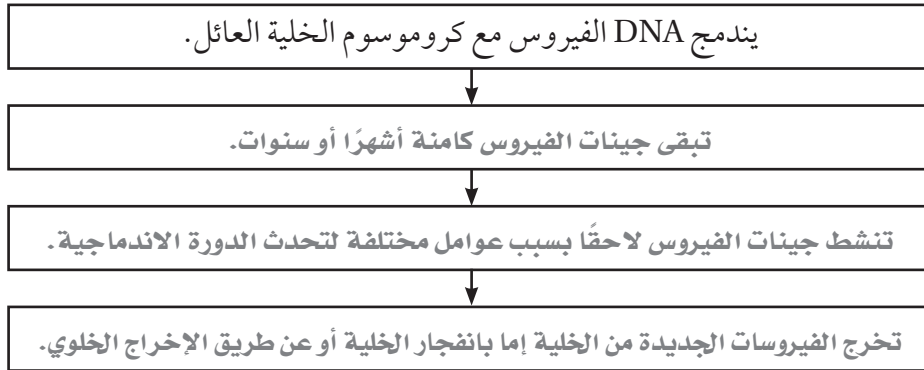 يندمج DNA الفيروس مع كروموسوم الخلية العائل.
تبقى جينات الفيروس كامنة أشهرًا أو سنوات.
تنشط جينات الفيروس لاحقًا بسبب عوامل مختلفة لتحدث الدورة الاندماجية.
تخرج الفيروسات الجديدة من الخلية إما بانفجار الخلية أو عن طريق الإخراج الخلوي.